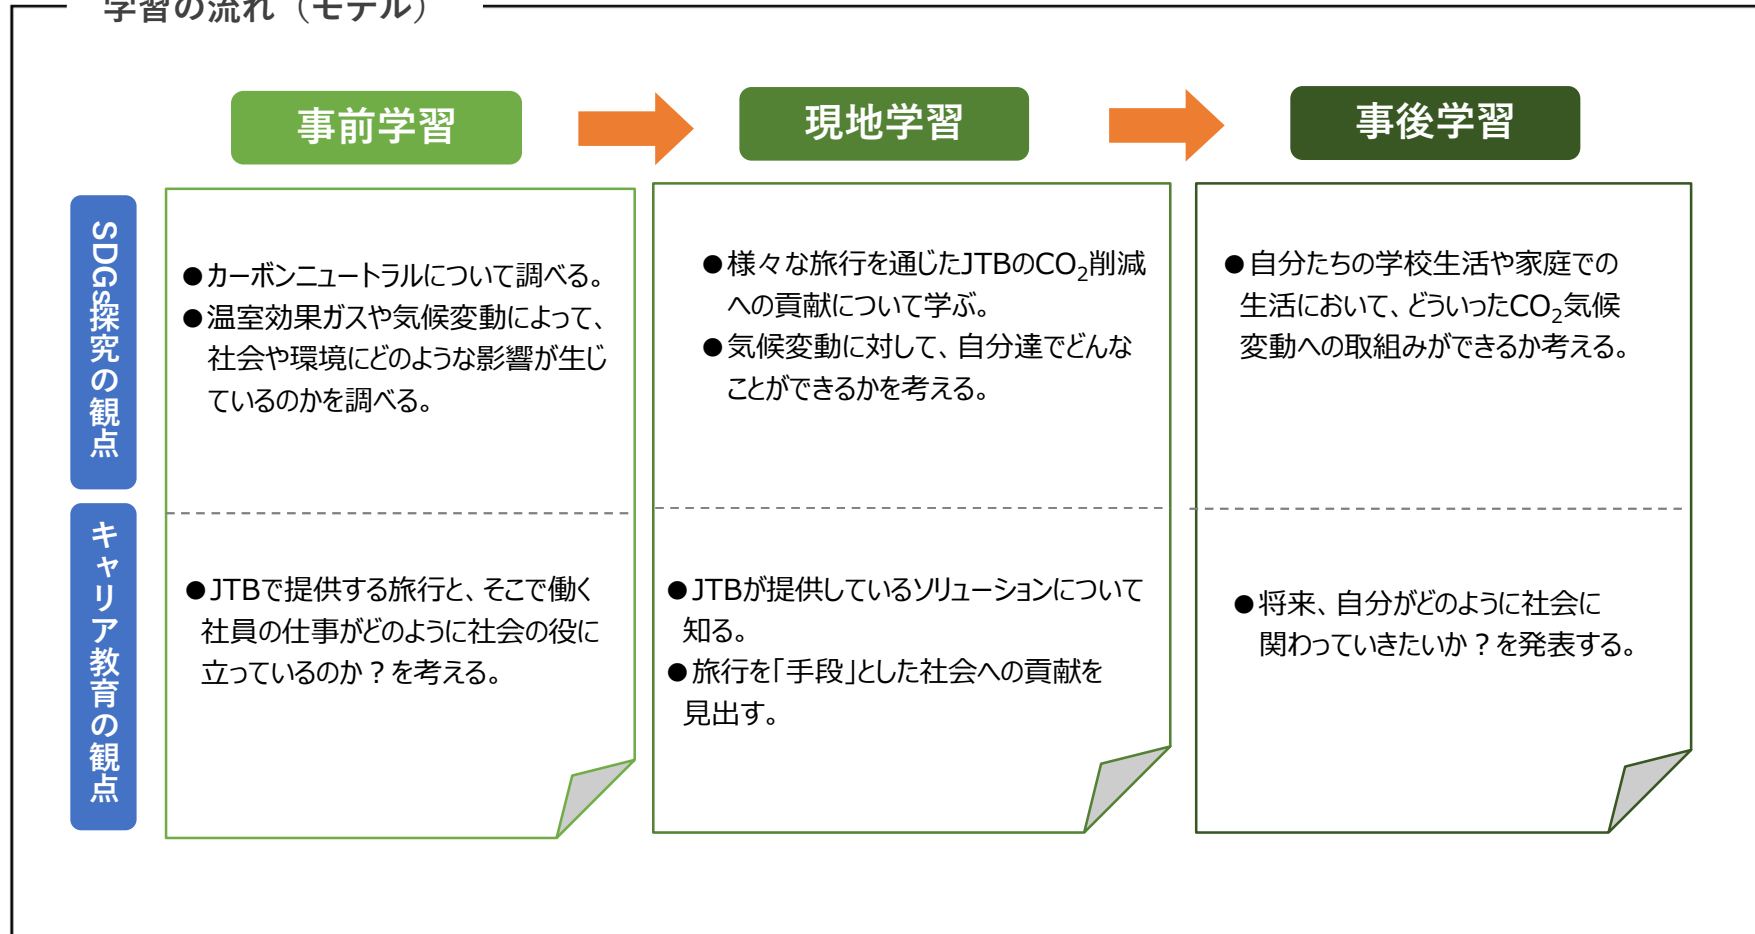 学習の流れ（モデル）
事前学習
現地学習
事後学習
SDGs探究の観点
●カーボンニュートラルについて調べる。
●温室効果ガスや気候変動によって、
社会や環境にどのような影響が生じ
ているのかを調べる。
●様々な旅行を通じたJTBのCO₂削減
への貢献について学ぶ。
●気候変動に対して、自分達でどんな
ことができるかを考える。
●自分たちの学校生活や家庭での
生活において、どういったCO₂気候
変動への取組みができるか考える。
キャリア教育の観点
●JTBで提供する旅行と、そこで働く
社員の仕事がどのように社会の役に
立っているのか？を考える。
●JTBが提供しているソリューションについて
知る。
●旅行を「手段」とした社会への貢献を
見出す。
●将来、自分がどのように社会に
関わっていきたいか？を発表する。